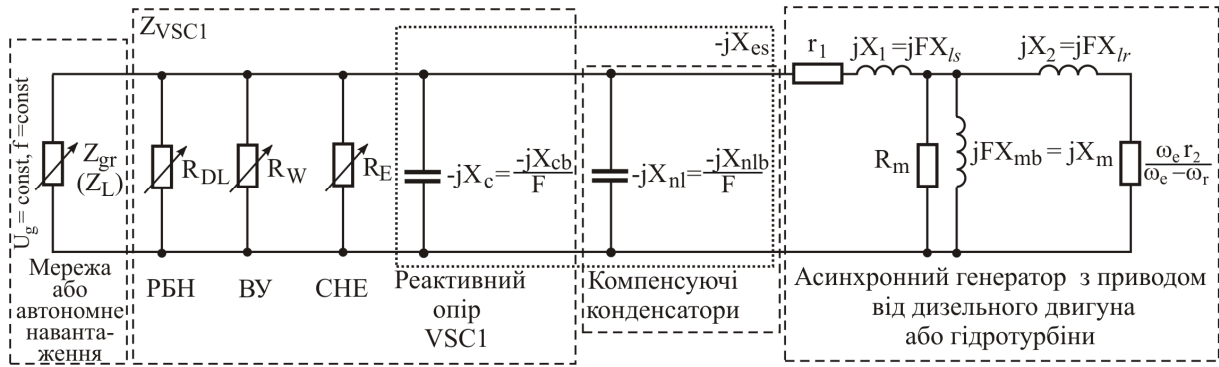 Z_VSC1
-jX_es
r_1
jX_1=jFX_ls
jX_2=jFX_lr
U_g= const, f =const
Z_gr
(Z_L)
R_DL
R_W
R_E
-jX_c= -jX_cb / F
-jX_nl= -jX_nlb / F
R_m
jFX_mb = jX_m
ω_e r_2 / ω_e−ω_r
Мережа
або
автономне
наванта-
ження
РБН
ВУ
СНЕ
Реактивний
опір
VSC1
Компенсуючі
конденсатори
Асинхронний генератор з приводом
від дизельного двигуна
або гідротурбіни